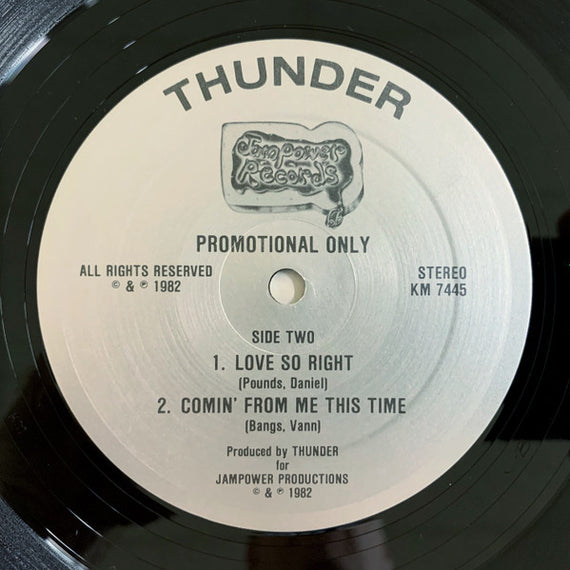 THUNDER
Jampower
Records
PROMOTIONAL ONLY
ALL RIGHTS RESERVED
© & ℗ 1982
STEREO
KM 7445
SIDE TWO
1. LOVE SO RIGHT
(Pounds, Daniel)
2. COMIN' FROM ME THIS TIME
(Bangs, Vann)
Produced by THUNDER
for
JAMPOWER PRODUCTIONS
© & ℗ 1982